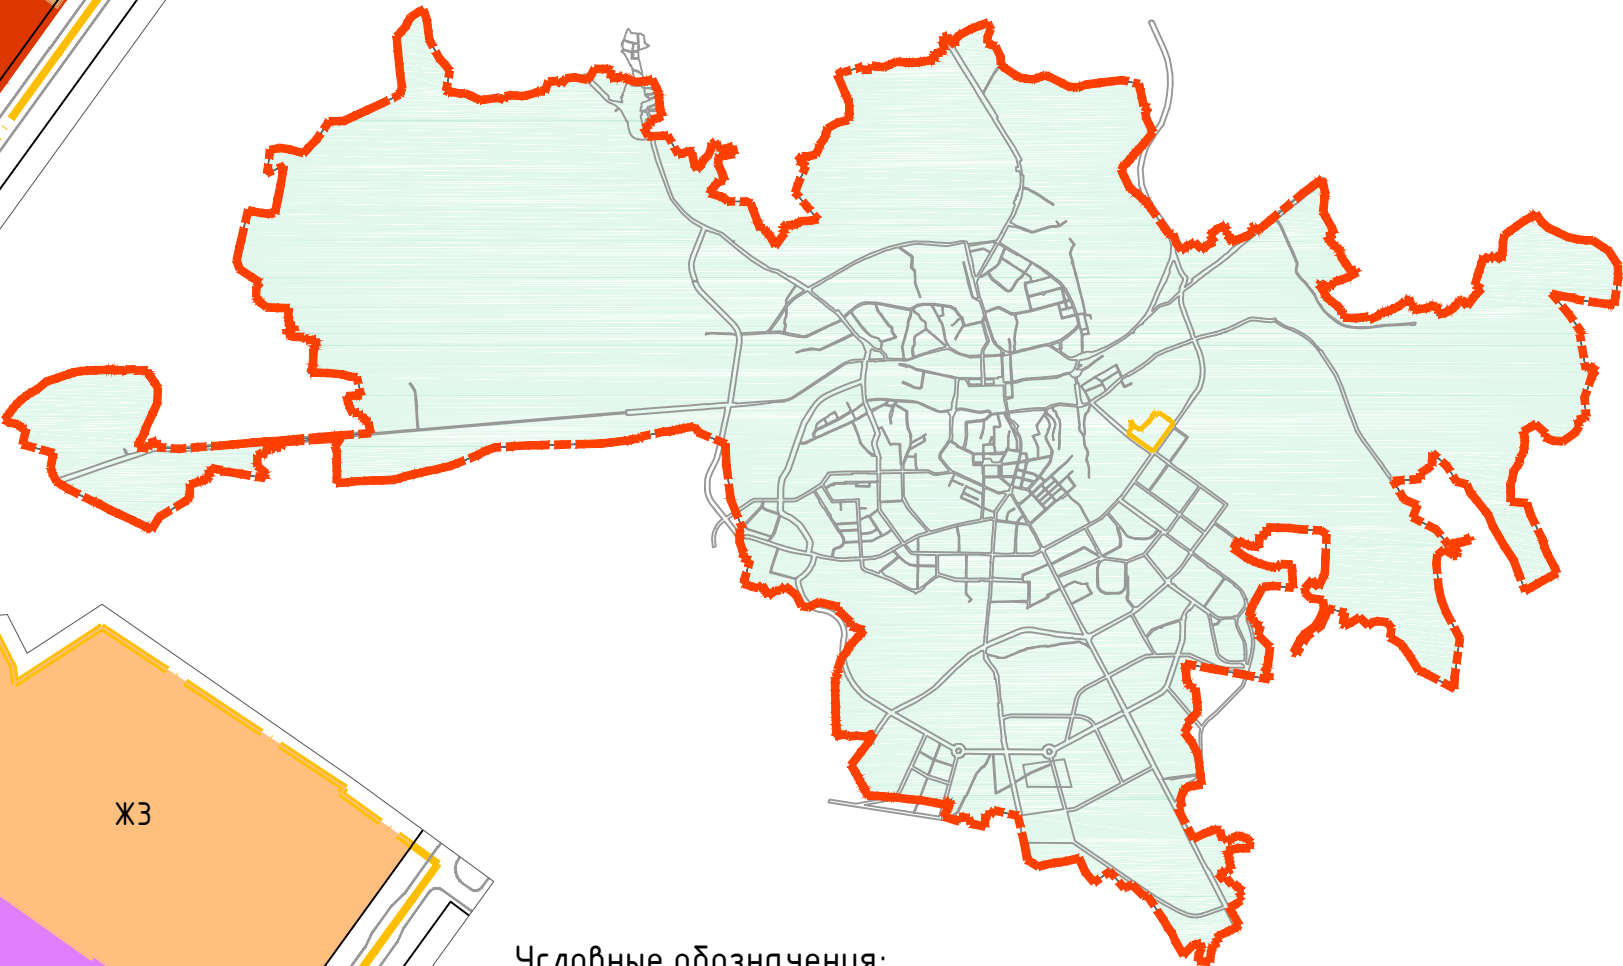 Ж3
Условные обозначения: